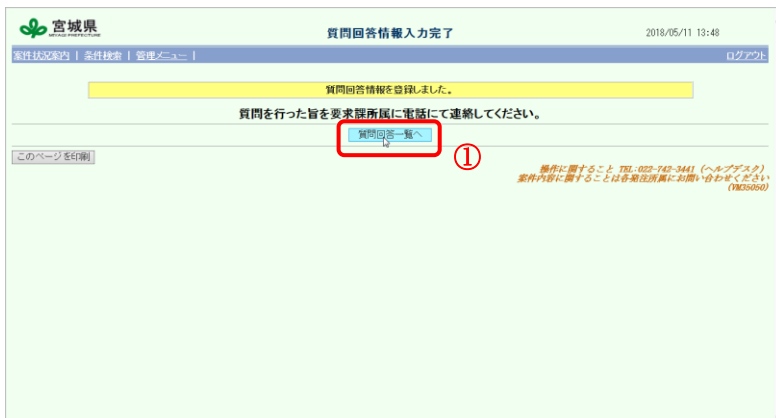 宮城県
MIYAGI PREFECTURE
質問回答情報入力完了
2018/05/11 13:48
案件状況案内 | 条件検索 | 管理メニュー |
ログアウト
質問回答情報を登録しました。
質問を行った旨を要求課所属に電話にて連絡してください。
質問回答一覧へ
①
このページを印刷
操作に関すること TEL:022-742-3441 (ヘルプデスク)
案件内容に関することは各発注所属にお問い合わせください
(VM35050)